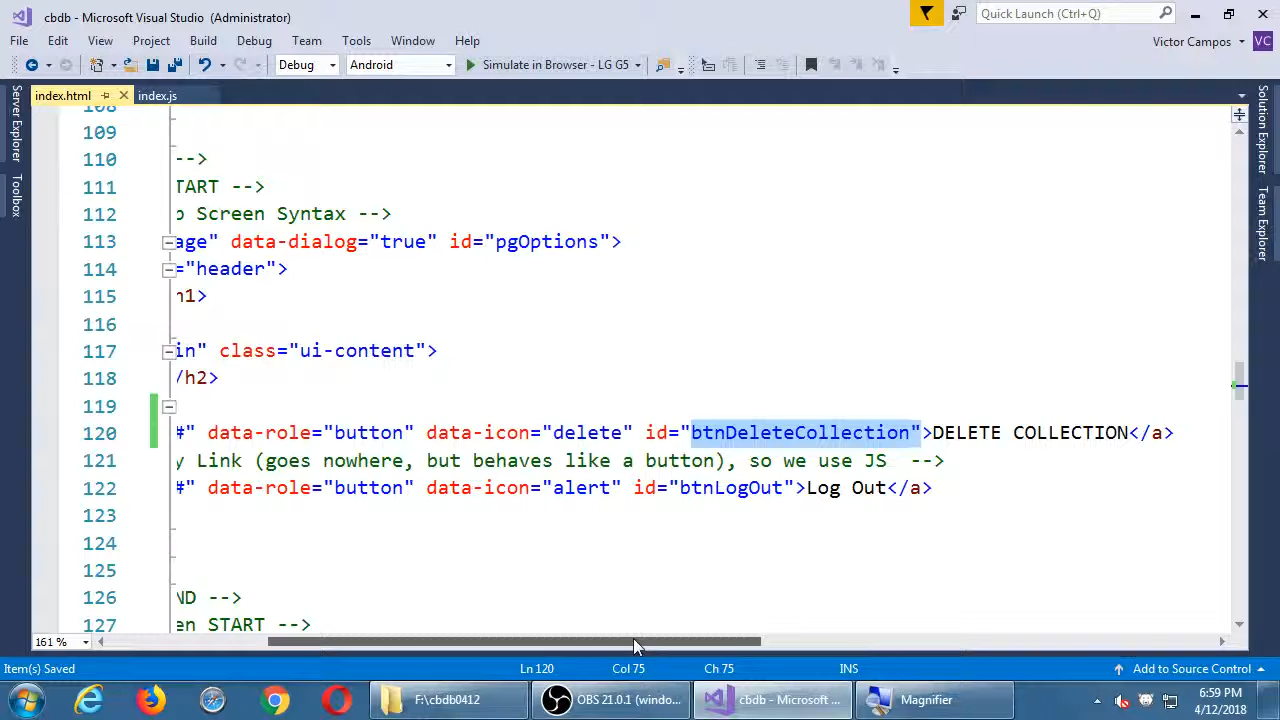 cbdb - Microsoft Visual Studio (Administrator)
Quick Launch (Ctrl+Q)
File Edit View Project Build Debug Team Tools Window Help
Victor Campos VC
Debug Android Simulate in Browser - LG G5
index.html index.js
Server Explorer
Toolbox
Solution Explorer
Team Explorer
108
109
110 -->
111 TART -->
112 p Screen Syntax -->
113 age" data-dialog="true" id="pgOptions">
114 ="header">
115 h1>
116
117 in" class="ui-content">
118 /h2>
119
120 #" data-role="button" data-icon="delete" id="btnDeleteCollection">DELETE COLLECTION</a>
121 y Link (goes nowhere, but behaves like a button), so we use JS  -->
122 #" data-role="button" data-icon="alert" id="btnLogOut">Log Out</a>
123
124
125
126 ND -->
127 en START -->
161 %
Item(s) Saved Ln 120 Col 75 Ch 75 INS Add to Source Control
F:\cbdb0412 OBS 21.0.1 (windo... cbdb - Microsoft ... Magnifier
6:59 PM
4/12/2018